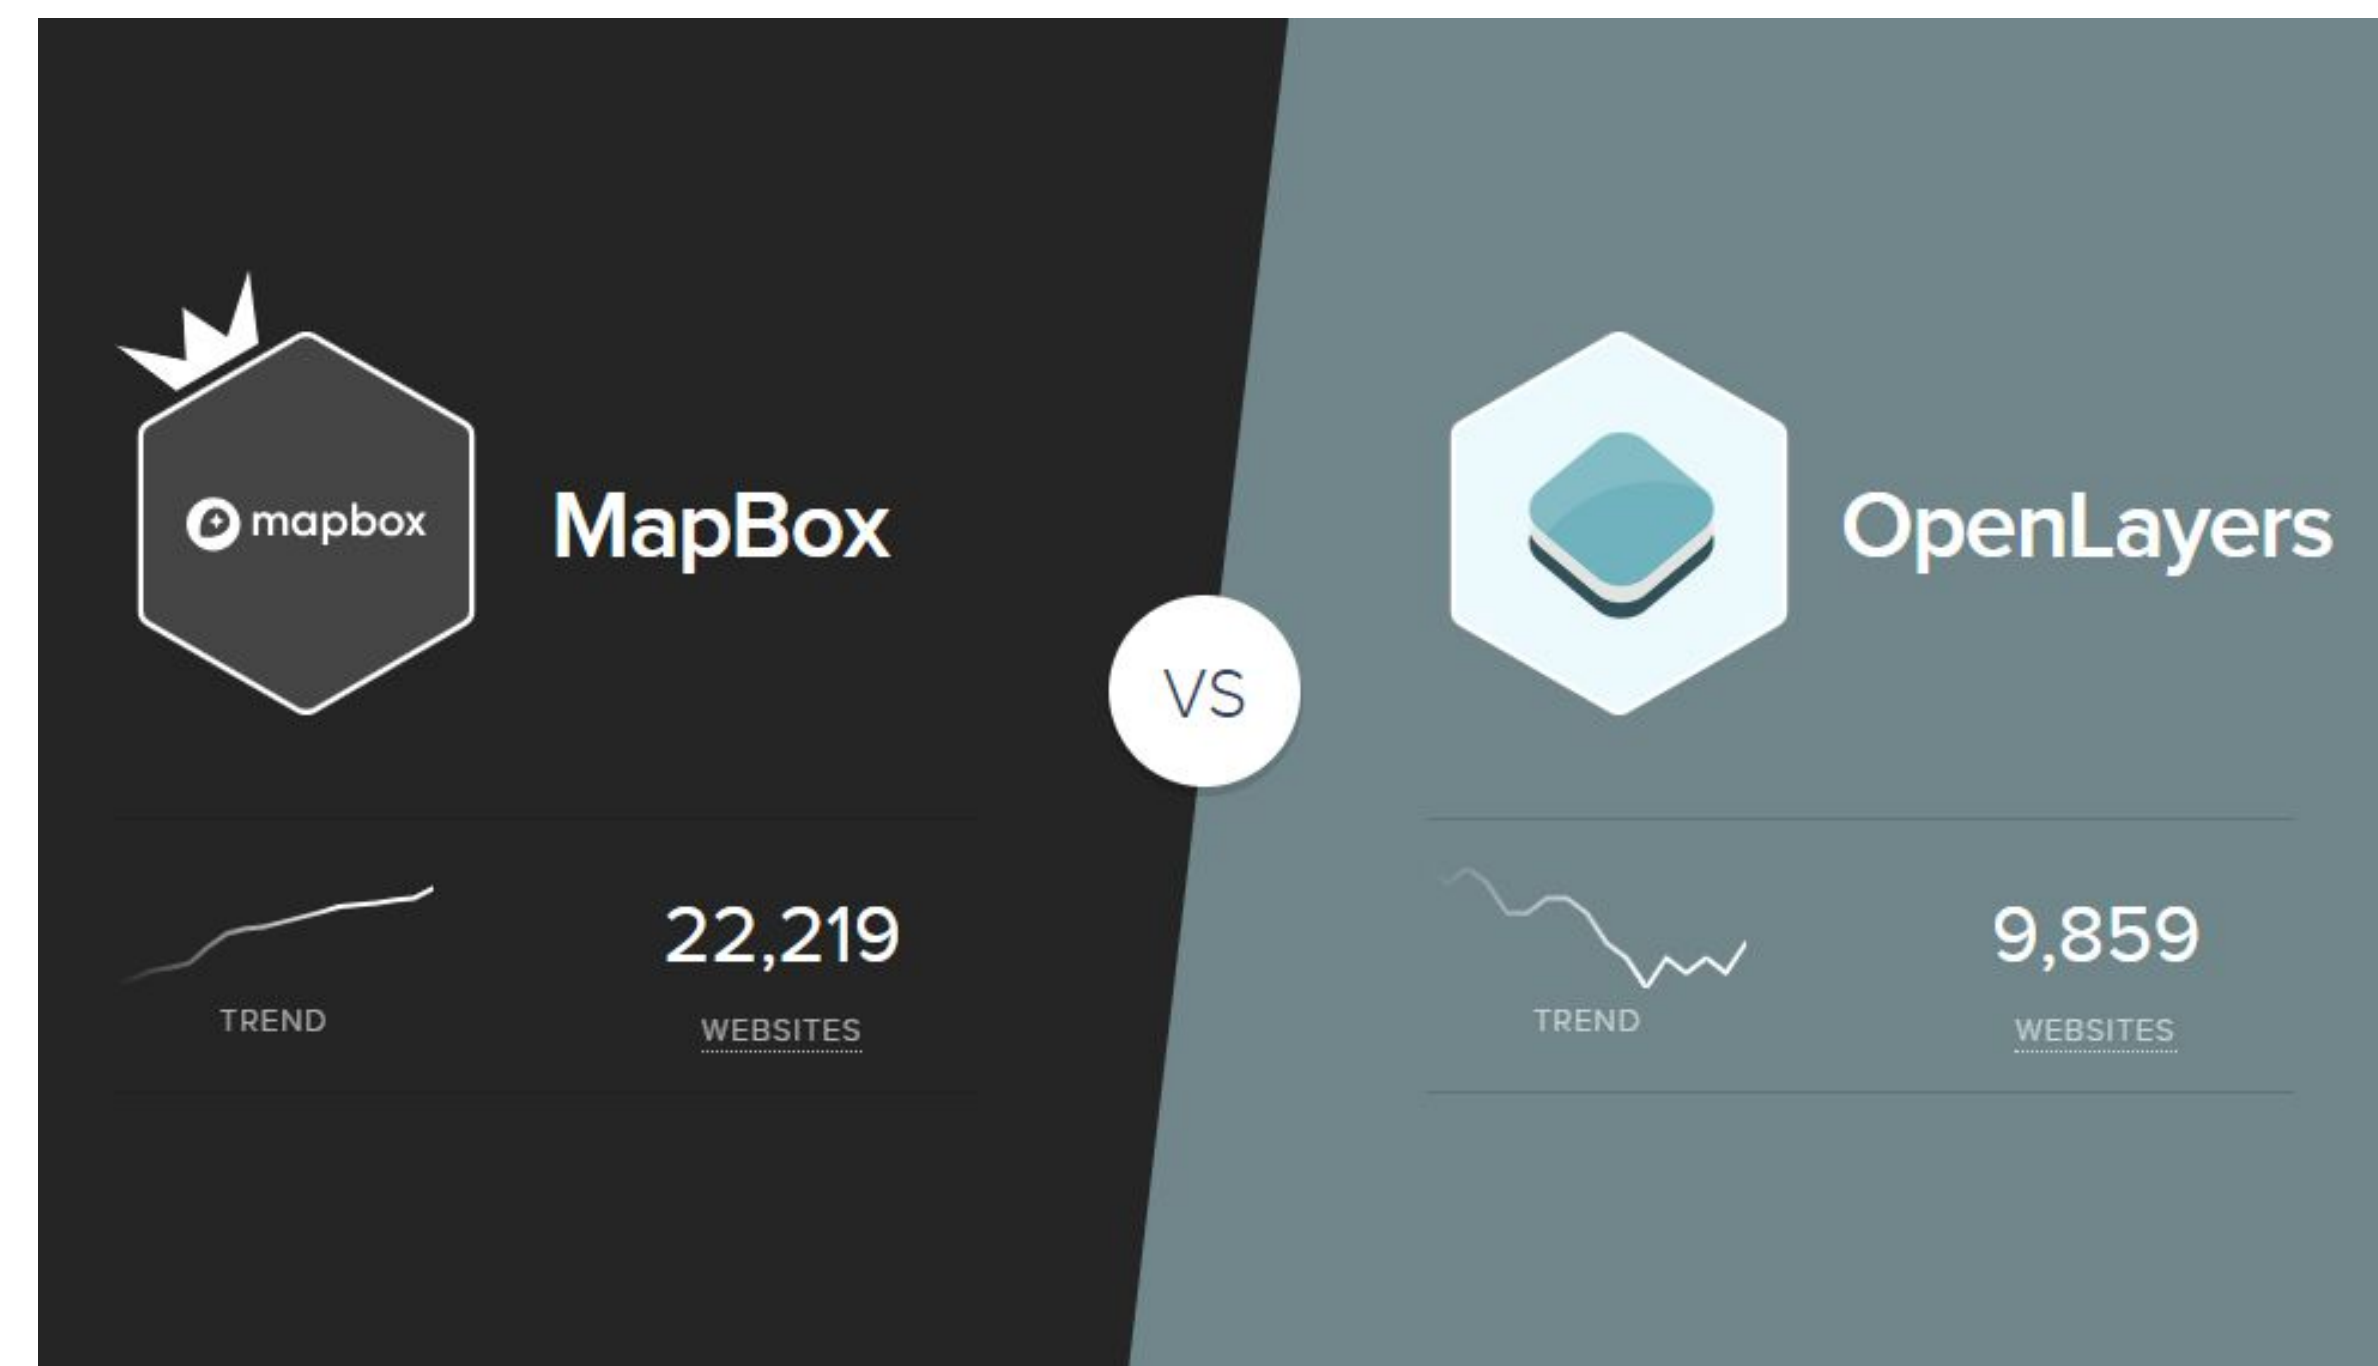 mapbox
MapBox
22,219
TREND
WEBSITES
VS
OpenLayers
9,859
TREND
WEBSITES